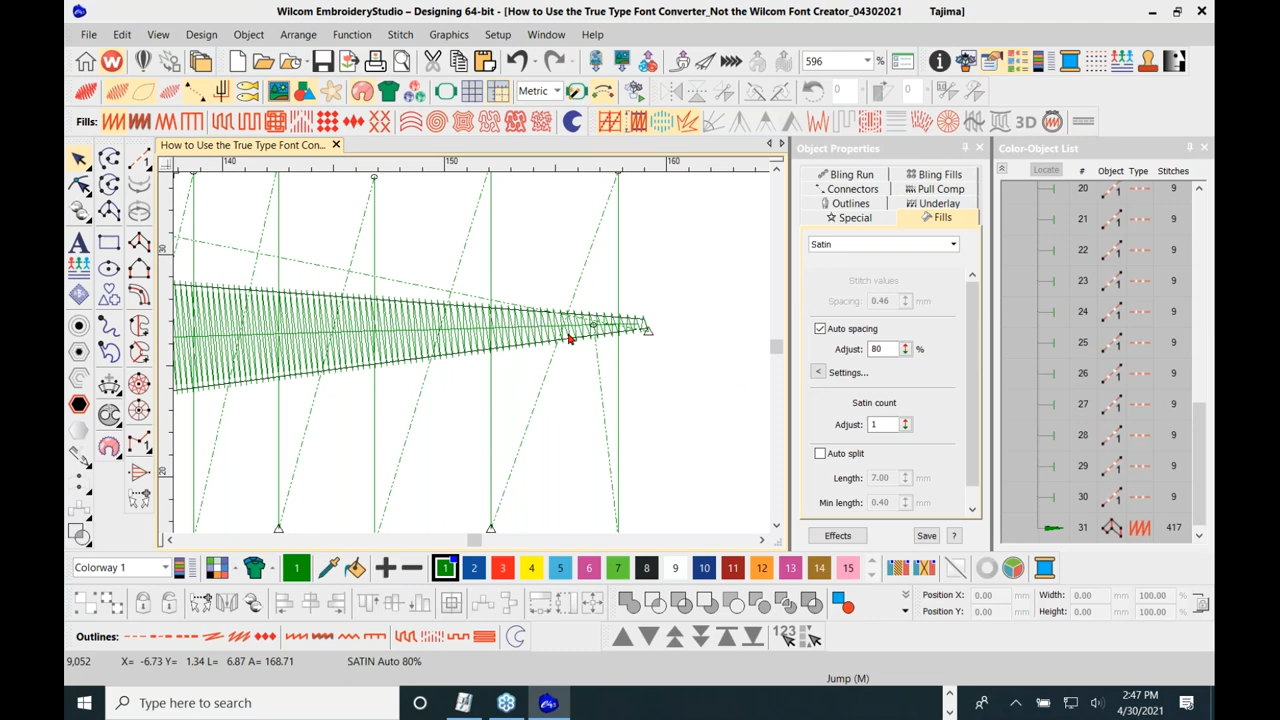 Wilcom EmbroideryStudio – Designing 64-bit - [How to Use the True Type Font Converter_Not the Wilcom Font Creator_04302021 Tajima]
File Edit View Design Object Arrange Function Stitch Graphics Setup Window Help
596 %
Metric 0 0
Fills: 3D
How to Use the True Type Font Con...
140 150 160
30
20
Object Properties
Bling Run Bling Fills
Connectors Pull Comp
Outlines Underlay
Special Fills
Satin
Stitch values
Spacing: 0.46 mm
Auto spacing
Adjust: 80 %
< Settings...
Satin count
Adjust: 1
Auto split
Length: 7.00 mm
Min length: 0.40 mm
Effects Save ?
Color-Object List
Locate # Object Type Stitches
20 9
21 9
22 9
23 9
24 9
25 9
26 9
27 9
28 9
29 9
30 9
31 417
Colorway 1 1 1 2 3 4 5 6 7 8 9 10 11 12 13 14 15
Position X: 0.00 mm Width: 0.00 mm 100.00 %
Position Y: 0.00 mm Height: 0.00 mm 100.00 %
Outlines: 123
9,052 X= -6.73 Y= 1.34 L= 6.87 A= 168.71 SATIN Auto 80%
Jump (M)
Type here to search
2:47 PM
4/30/2021